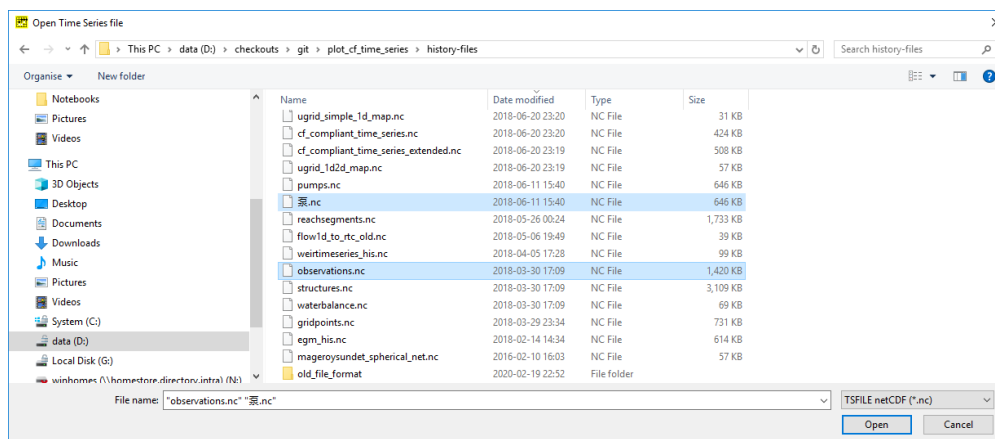 Open Time Series file
This PC > data (D:) > checkouts > git > plot_cf_time_series > history-files
Search history-files
Organise
New folder
Notebooks
Pictures
Videos
This PC
3D Objects
Desktop
Documents
Downloads
Music
Pictures
Videos
System (C:)
data (D:)
Local Disk (G:)
winhomes (\\homestore.directory.intra) (N:)
Name Date modified Type Size
ugrid_simple_1d_map.nc 2018-06-20 23:20 NC File 31 KB
cf_compliant_time_series.nc 2018-06-20 23:20 NC File 424 KB
cf_compliant_time_series_extended.nc 2018-06-20 23:19 NC File 508 KB
ugrid_1d2d_map.nc 2018-06-20 23:19 NC File 57 KB
pumps.nc 2018-06-11 15:40 NC File 646 KB
泵.nc 2018-06-11 15:40 NC File 646 KB
reachsegments.nc 2018-05-26 00:24 NC File 1,733 KB
flow1d_to_rtc_old.nc 2018-05-06 19:49 NC File 39 KB
weirtimeseries_his.nc 2018-04-05 17:28 NC File 99 KB
observations.nc 2018-03-30 17:09 NC File 1,420 KB
structures.nc 2018-03-30 17:09 NC File 3,109 KB
waterbalance.nc 2018-03-30 17:09 NC File 69 KB
gridpoints.nc 2018-03-29 23:34 NC File 731 KB
egm_his.nc 2018-02-14 14:34 NC File 614 KB
mageroysundet_spherical_net.nc 2016-02-10 16:03 NC File 57 KB
old_file_format 2020-02-19 22:52 File folder
File name: "observations.nc" "泵.nc"
TSFILE netCDF (*.nc)
Open
Cancel